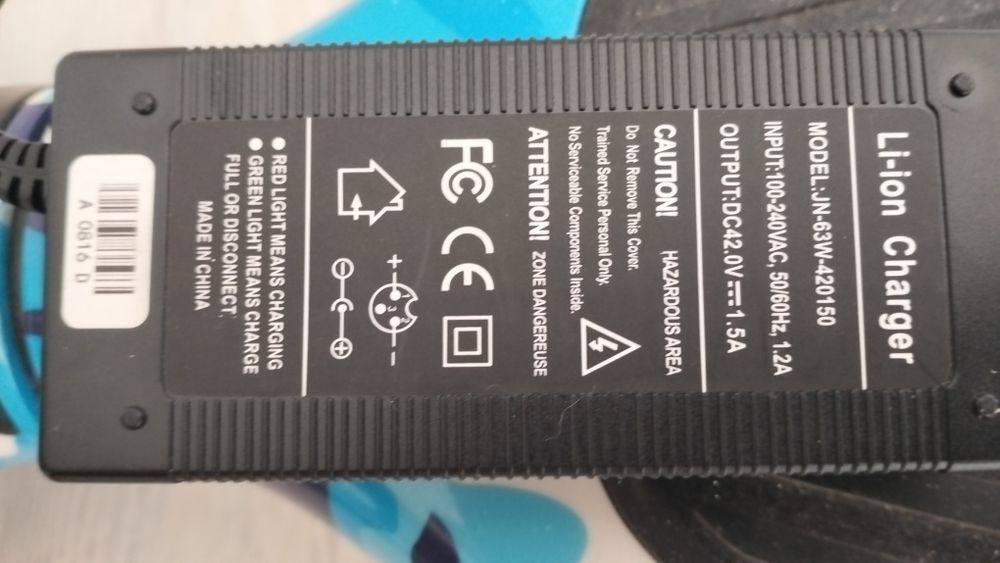 Li-ion Charger
MODEL:JN-63W-420150
INPUT:100-240VAC, 50/60Hz, 1.2A
OUTPUT:DC42.0V⎓1.5A
CAUTION! HAZARDOUS AREA
Do Not Remove This Cover.
Trained Service Personal Only.
No Serviceable Components Inside.
ATTENTION! ZONE DANGEREUSE
FC CE
+ 3 -
● RED LIGHT MEANS CHARGING
● GREEN LIGHT MEANS CHARGE
FULL OR DISCONNECT.
MADE IN CHINA
A 0816 D